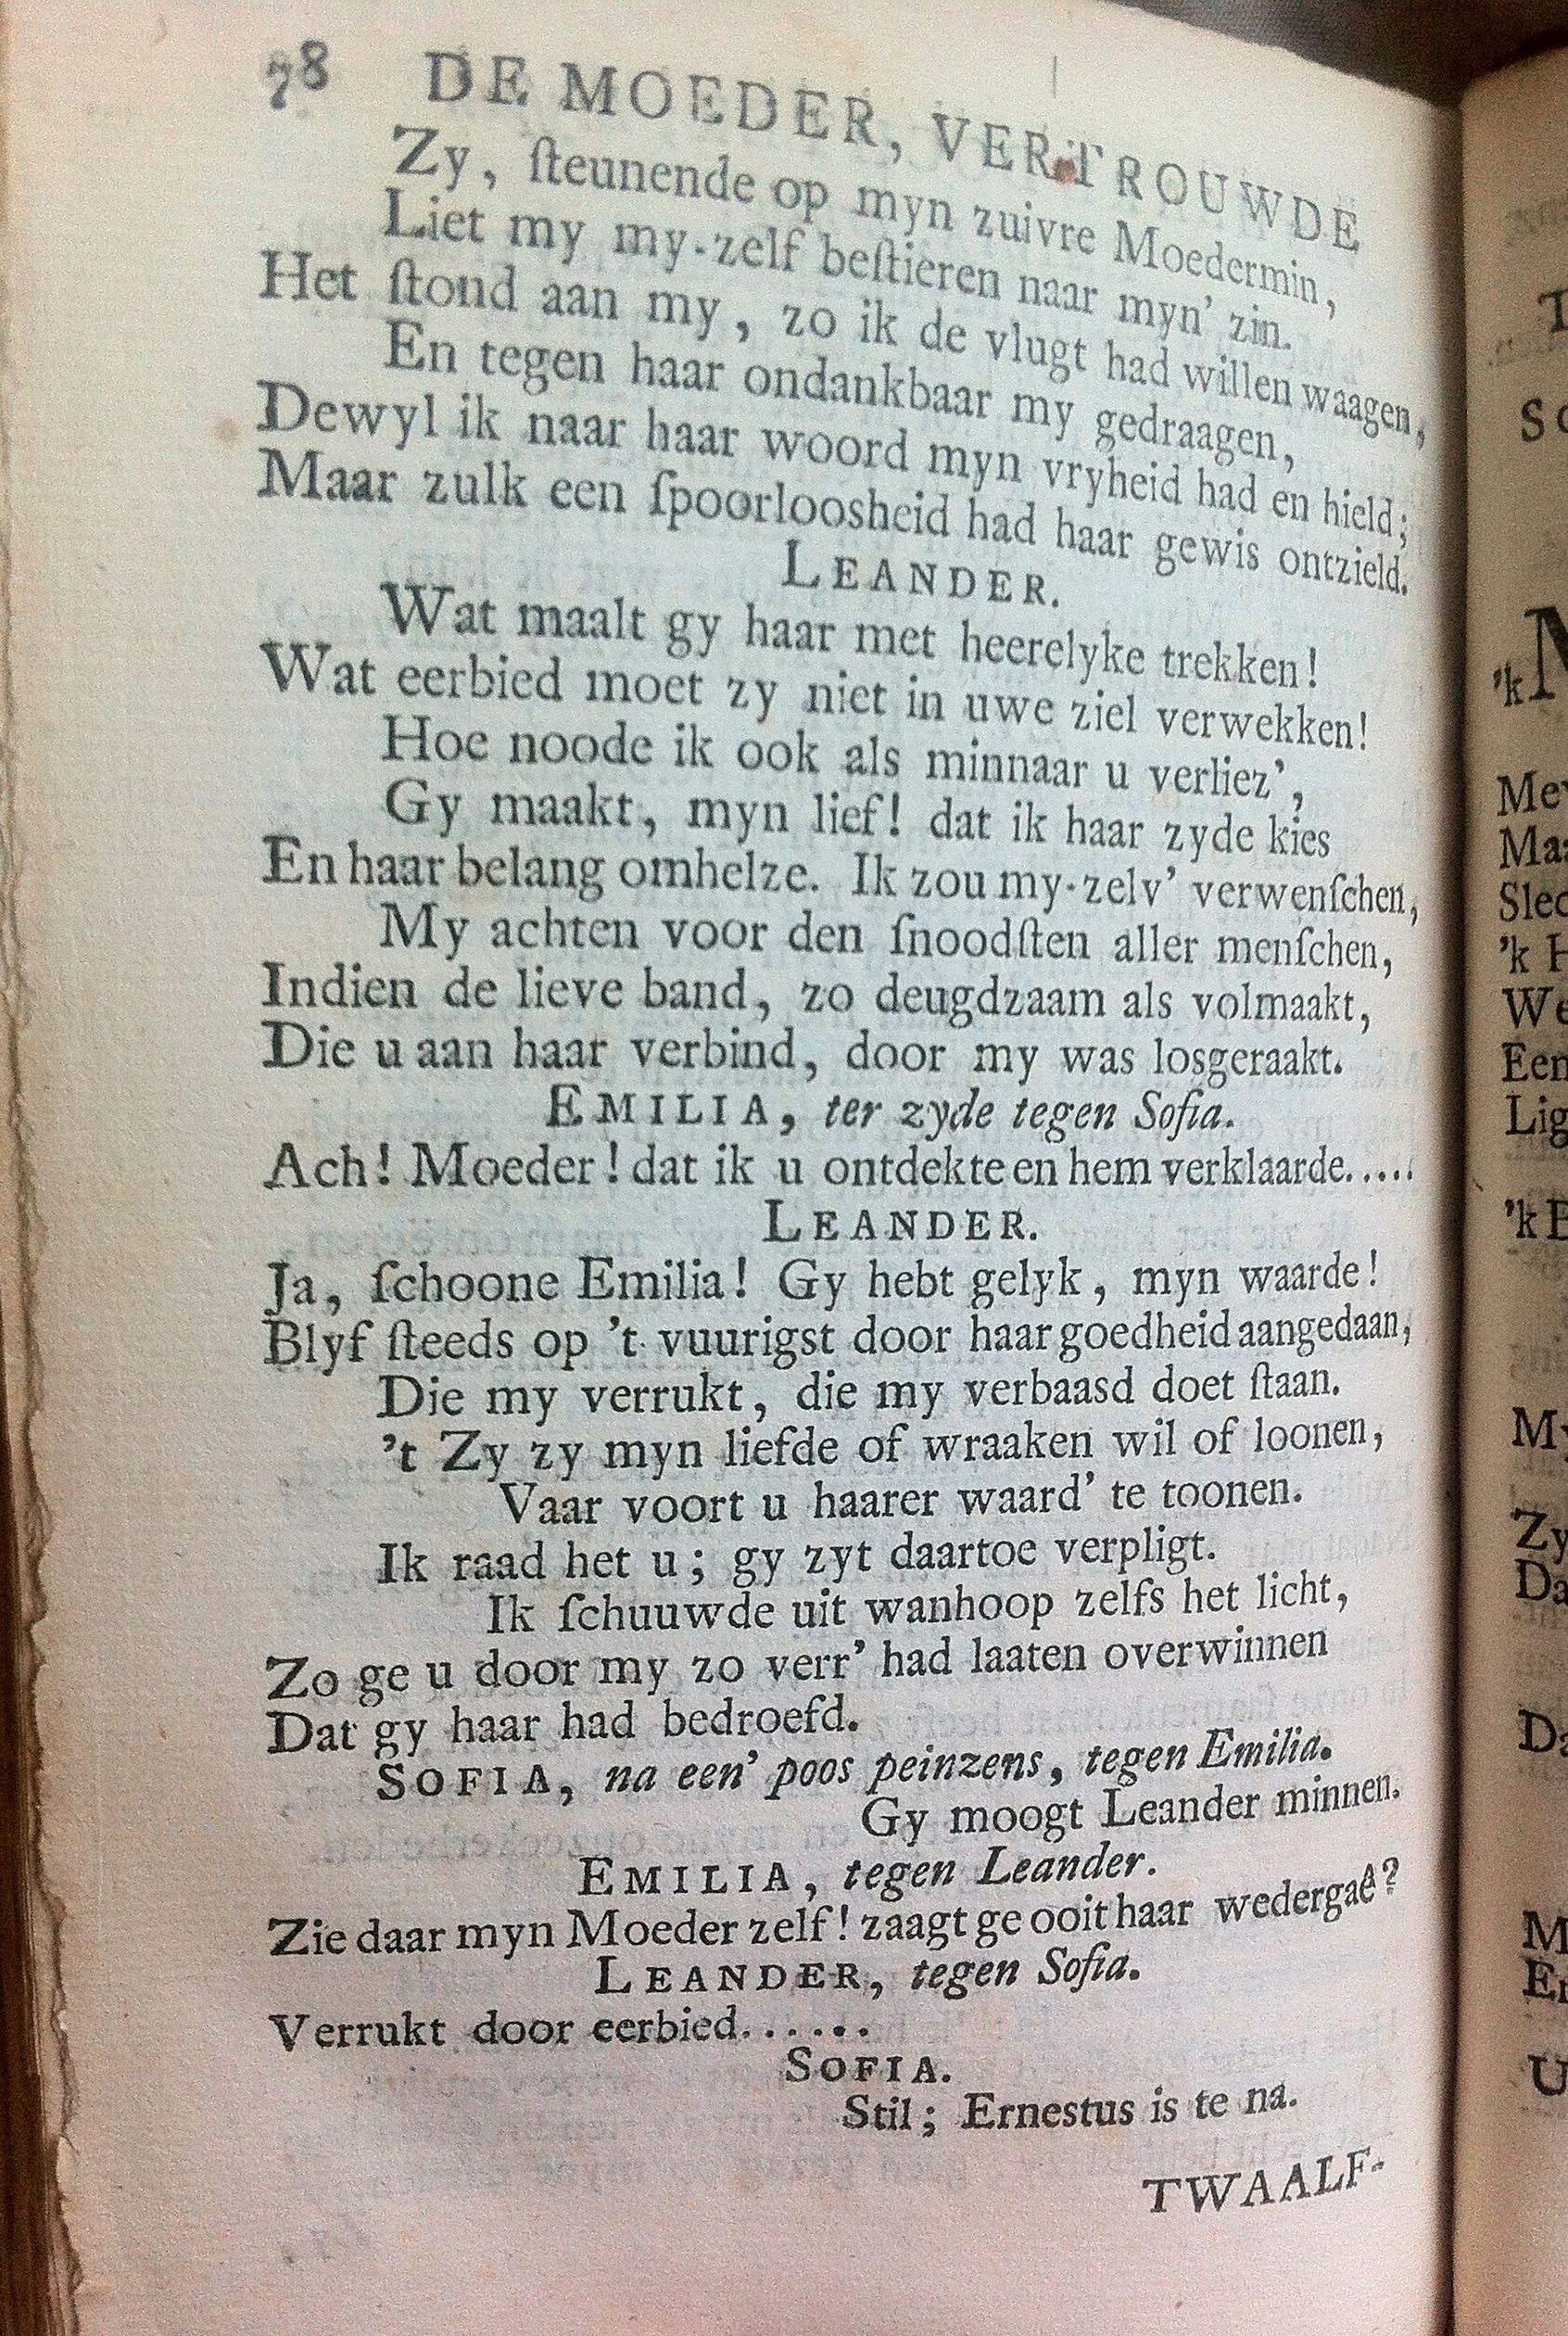 78 DE MOEDER, VERTROUWDE
Zy, ſteunende op myn zuivre Moedermin,
Liet my my-zelf beſtieren naar myn' zin.
Het ſtond aan my, zo ik de vlugt had willen waagen,
En tegen haar ondankbaar my gedraagen,
Dewyl ik naar haar woord myn vryheid had en hield;
Maar zulk een ſpoorloosheid had haar gewis ontzield.
LEANDER.
Wat maalt gy haar met heerelyke trekken!
Wat eerbied moet zy niet in uwe ziel verwekken!
Hoe noode ik ook als minnaar u verliez',
Gy maakt, myn lief! dat ik haar zyde kies
En haar belang omhelze. Ik zou my-zelv' verwenſchen,
My achten voor den ſnoodſten aller menſchen,
Indien de lieve band, zo deugdzaam als volmaakt,
Die u aan haar verbind, door my was losgeraakt.
EMILIA, ter zyde tegen Sofia.
Ach! Moeder! dat ik u ontdekte en hem verklaarde.....
LEANDER.
Ja, ſchoone Emilia! Gy hebt gelyk, myn waarde!
Blyf ſteeds op 't vuurigst door haar goedheid aangedaan,
Die my verrukt, die my verbaasd doet ſtaan.
't Zy zy myn liefde of wraaken wil of loonen,
Vaar voort u haarer waard' te toonen.
Ik raad het u; gy zyt daartoe verpligt.
Ik ſchuuwde uit wanhoop zelfs het licht,
Zo ge u door my zo verr' had laaten overwinnen
Dat gy haar had bedroefd.
SOFIA, na een' poos peinzens, tegen Emilia.
Gy moogt Leander minnen.
EMILIA, tegen Leander.
Zie daar myn Moeder zelf! zaagt ge ooit haar wedergaê?
LEANDER, tegen Sofia.
Verrukt door eerbied......
SOFIA.
Stil; Ernestus is te na.
TWAALF-